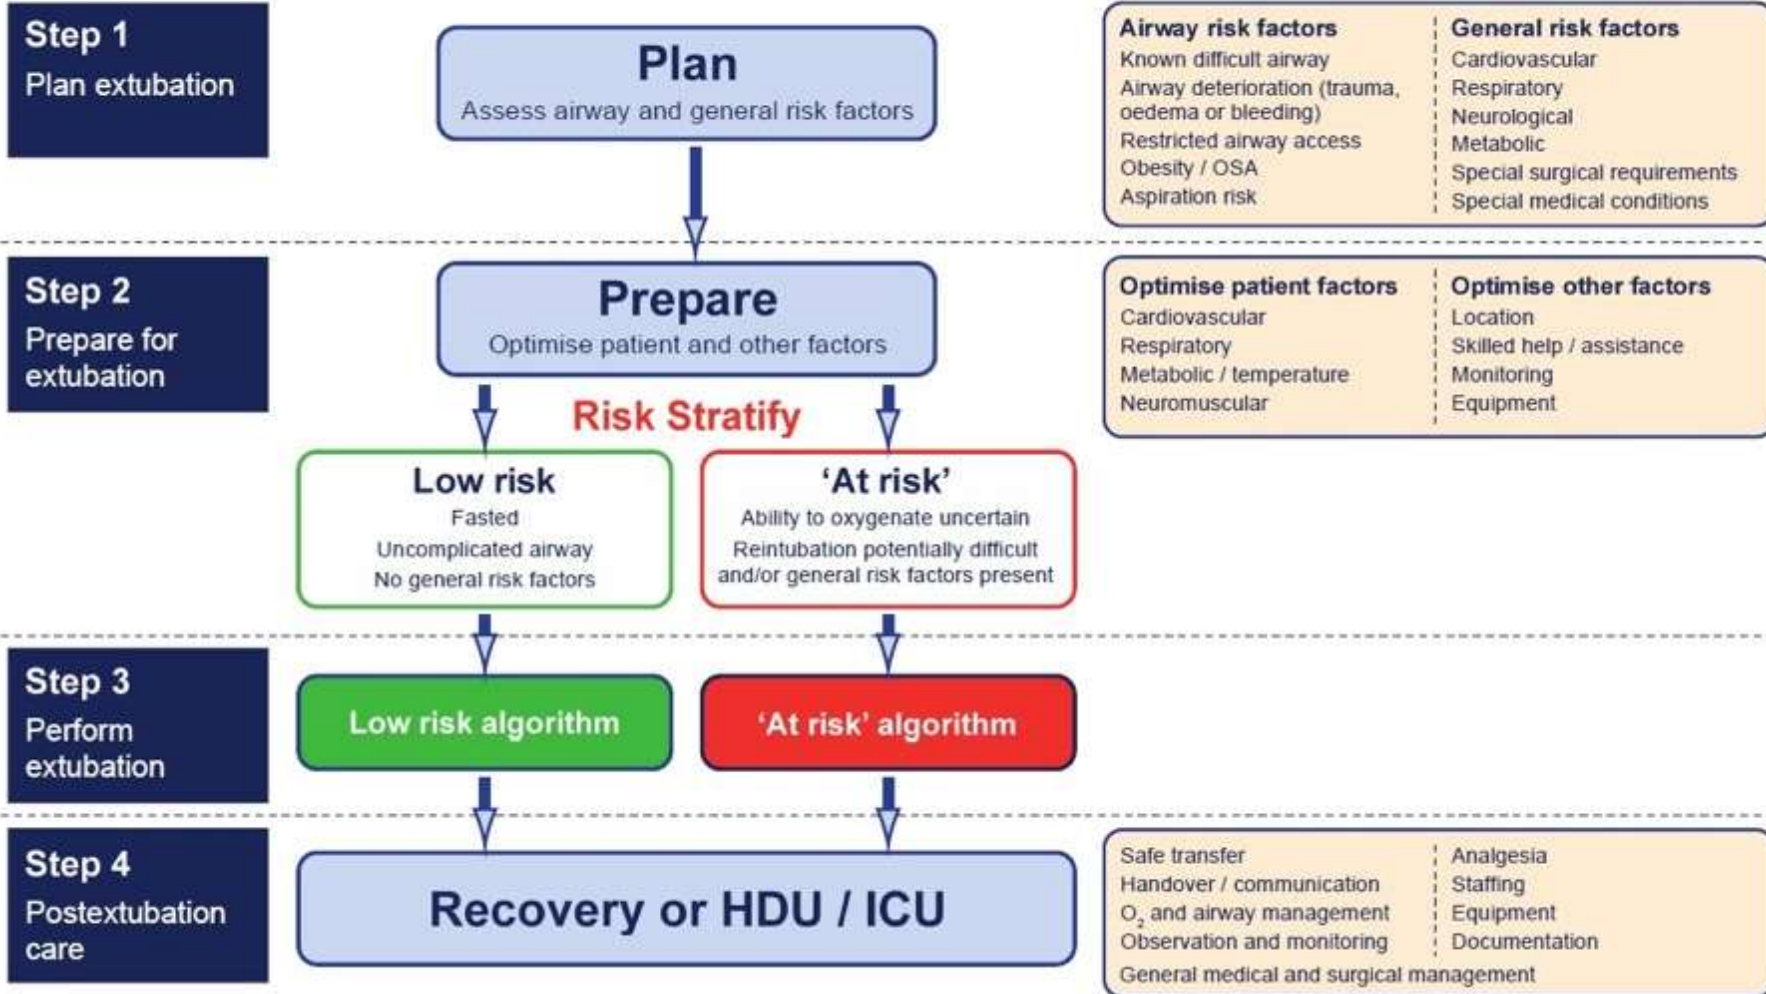 Step 1
Plan extubation
Plan
Assess airway and general risk factors
Airway risk factors
Known difficult airway
Airway deterioration (trauma,
oedema or bleeding)
Restricted airway access
Obesity / OSA
Aspiration risk
General risk factors
Cardiovascular
Respiratory
Neurological
Metabolic
Special surgical requirements
Special medical conditions
Step 2
Prepare for
extubation
Prepare
Optimise patient and other factors
Optimise patient factors
Cardiovascular
Respiratory
Metabolic / temperature
Neuromuscular
Optimise other factors
Location
Skilled help / assistance
Monitoring
Equipment
Risk Stratify
Low risk
Fasted
Uncomplicated airway
No general risk factors
‘At risk’
Ability to oxygenate uncertain
Reintubation potentially difficult
and/or general risk factors present
Step 3
Perform
extubation
Low risk algorithm
‘At risk’ algorithm
Step 4
Postextubation
care
Recovery or HDU / ICU
Safe transfer
Handover / communication
O₂ and airway management
Observation and monitoring
Analgesia
Staffing
Equipment
Documentation
General medical and surgical management